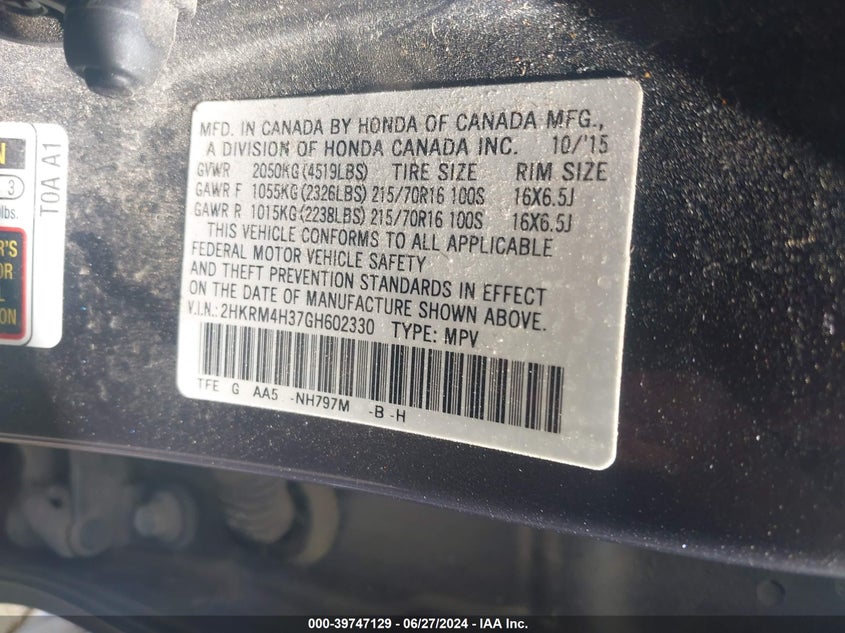 MFD. IN CANADA BY HONDA OF CANADA MFG.,
A DIVISION OF HONDA CANADA INC. 10/'15
GVWR 2050KG(4519LBS) TIRE SIZE RIM SIZE
GAWR F 1055KG(2326LBS)215/70R16 100S 16X6.5J
GAWR R 1015KG(2238LBS)215/70R16 100S 16X6.5J
THIS VEHICLE CONFORMS TO ALL APPLICABLE
FEDERAL MOTOR VEHICLE SAFETY
AND THEFT PREVENTION STANDARDS IN EFFECT
ON THE DATE OF MANUFACTURE SHOWN ABOVE.
V.I.N.: 2HKRM4H37GH602330 TYPE: MPV
TFE G AA5 -NH797M -B -H
T0A A1
3
lbs.
000-39747129 - 06/27/2024 - IAA Inc.